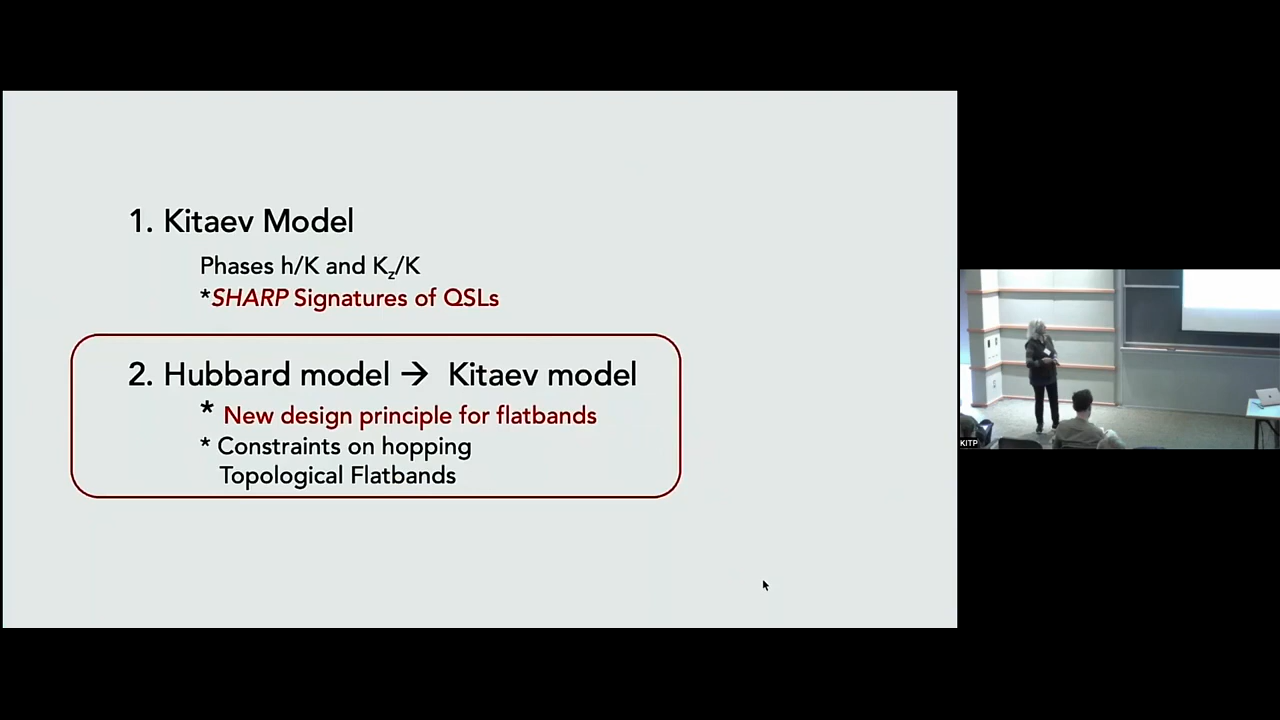 1. Kitaev Model
Phases h/K and Kz/K
*SHARP Signatures of QSLs
2. Hubbard model → Kitaev model
* New design principle for flatbands
* Constraints on hopping
Topological Flatbands
KITP